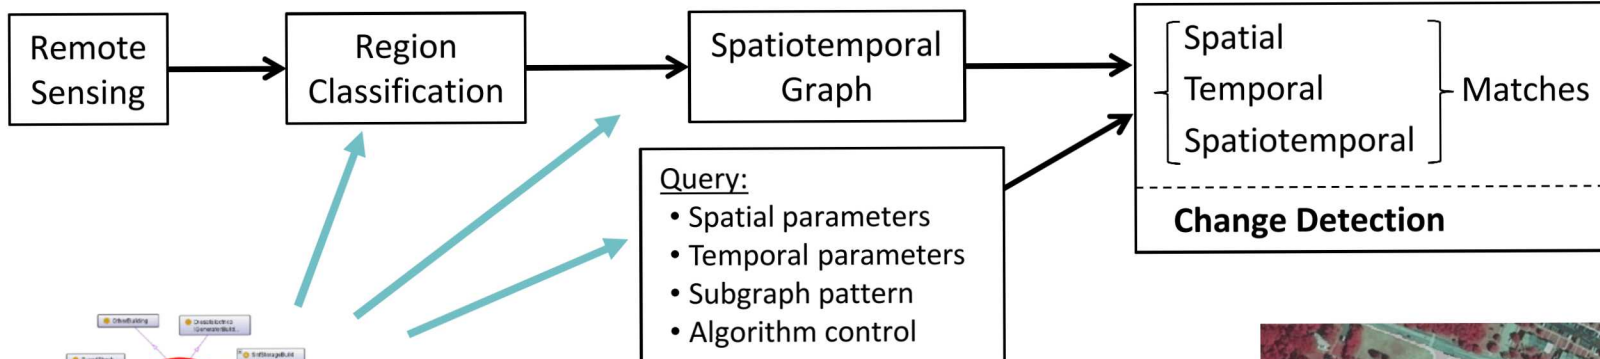 Remote
Sensing
Region
Classification
Spatiotemporal
Graph
Spatial
Temporal
Spatiotemporal
Matches
Change Detection
Query:
• Spatial parameters
• Temporal parameters
• Subgraph pattern
• Algorithm control